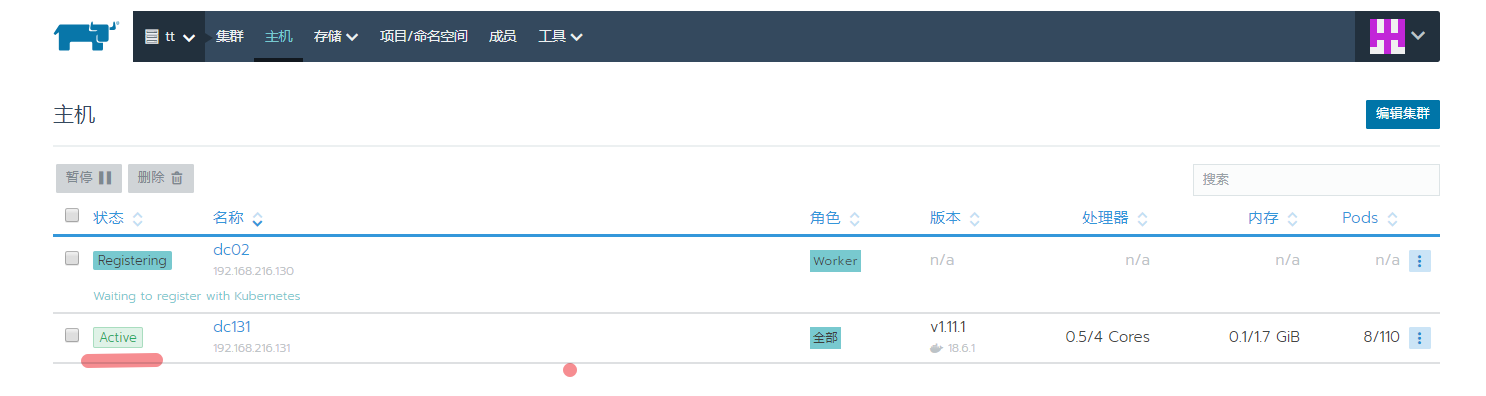 tt 集群 主机 存储 项目/命名空间 成员 工具
主机 编辑集群
暂停 删除 搜索
状态 名称 角色 版本 处理器 内存 Pods
Registering dc02 Worker n/a n/a n/a n/a
192.168.216.130
Waiting to register with Kubernetes
Active dc131 全部 v1.11.1 0.5/4 Cores 0.1/1.7 GiB 8/110
192.168.216.131 18.6.1